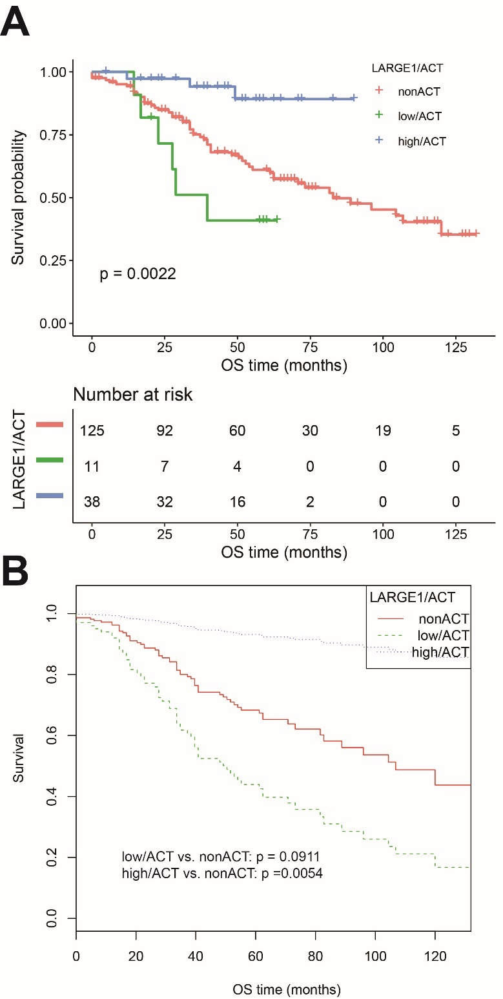 A
LARGE1/ACT
nonACT
low/ACT
high/ACT
1.00
0.75
0.50
0.25
0.00
Survival probability
p = 0.0022
0 25 50 75 100 125
OS time (months)
Number at risk
LARGE1/ACT
125 92 60 30 19 5
11 7 4 0 0 0
38 32 16 2 0 0
0 25 50 75 100 125
OS time (months)
B
LARGE1/ACT
nonACT
low/ACT
high/ACT
1.0
0.8
0.6
0.4
0.2
0.0
Survival
low/ACT vs. nonACT: p = 0.0911
high/ACT vs. nonACT: p =0.0054
0 20 40 60 80 100 120
OS time (months)